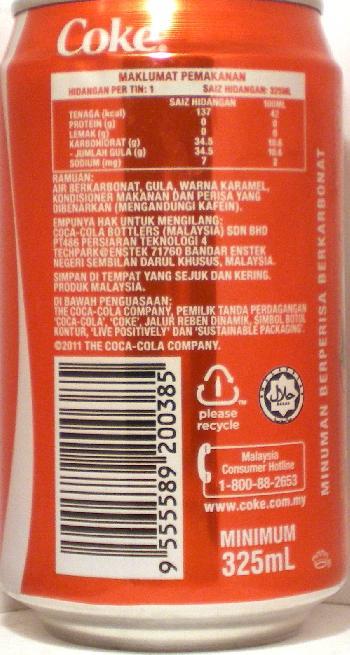 Coke
MAKLUMAT PEMAKANAN
HIDANGAN PER TIN: 1 SAIZ HIDANGAN: 325ML
SAIZ HIDANGAN 100ML
TENAGA (kcal) 137 42
PROTEIN (g) 0 0
LEMAK (g) 0 0
KARBOHIDRAT (g) 34.5 10.6
- JUMLAH GULA (g) 34.5 10.6
SODIUM (mg) 7 2
RAMUAN:
AIR BERKARBONAT, GULA, WARNA KARAMEL,
KONDISIONER MAKANAN DAN PERISA YANG
DIBENARKAN (MENGANDUNGI KAFEIN).
EMPUNYA HAK UNTUK MENGILANG:
COCA-COLA BOTTLERS (MALAYSIA) SDN BHD
PT486 PERSIARAN TEKNOLOGI 4
TECHPARK@ENSTEK 71760 BANDAR ENSTEK
NEGERI SEMBILAN DARUL KHUSUS, MALAYSIA.
SIMPAN DI TEMPAT YANG SEJUK DAN KERING.
PRODUK MALAYSIA.
DI BAWAH PENGUASAAN:
THE COCA-COLA COMPANY, PEMILIK TANDA PERDAGANGAN
'COCA-COLA', 'COKE', JALUR REBEN DINAMIK, SIMBOL BOTOL
KONTUR, 'LIVE POSITIVELY' DAN 'SUSTAINABLE PACKAGING'.
©2011 THE COCA-COLA COMPANY.
9 555589 200385
TM
please
recycle
حلال
Malaysia
Consumer Hotline
1-800-88-2653
www.coke.com.my
MINIMUM
325mL
MINUMAN BERPERISA BERKARBONAT